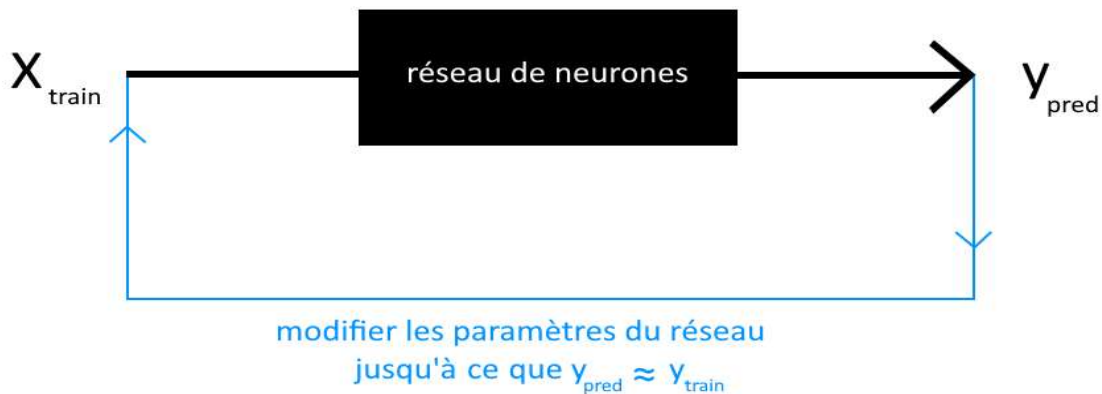 X train
réseau de neurones
y pred
modifier les paramètres du réseau
jusqu'à ce que y pred ≈ y train